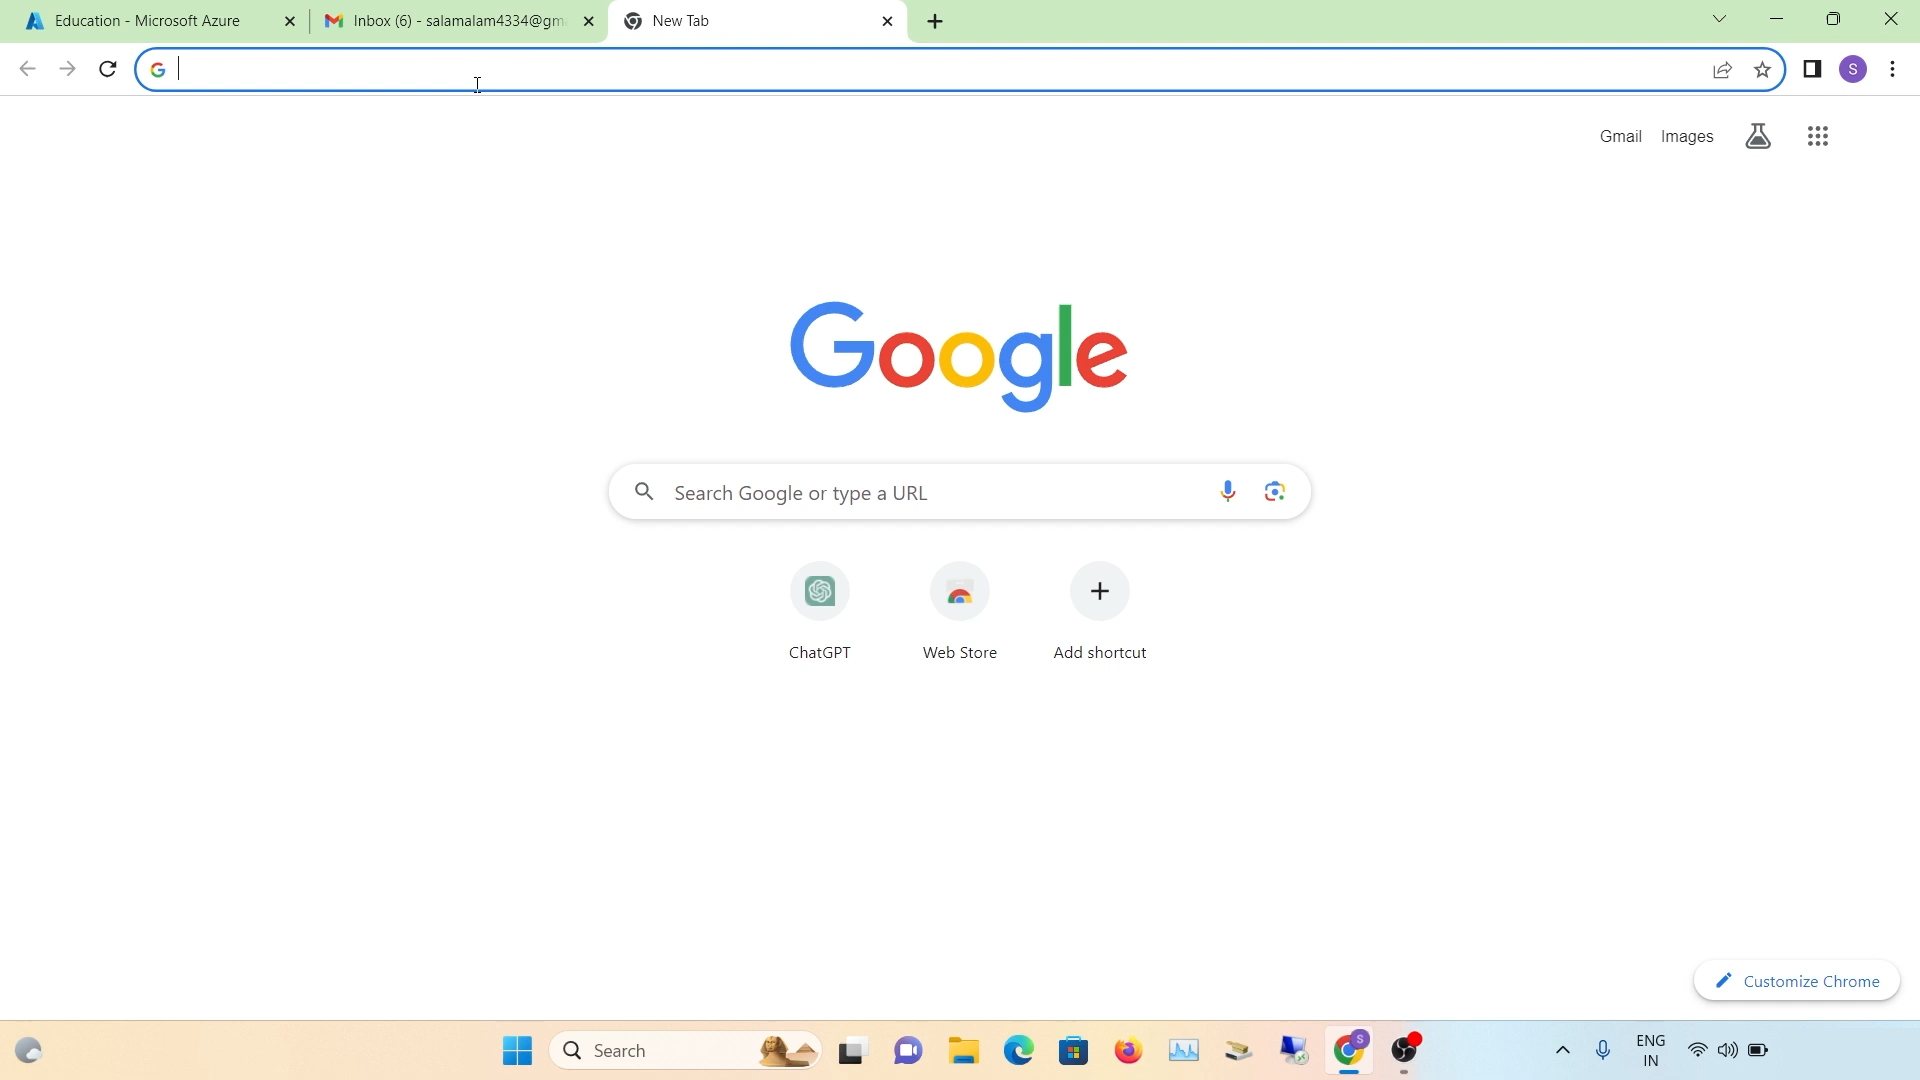 Education - Microsoft Azure
Inbox (6) - salamalam4334@gm
New Tab
S
Gmail Images
Google
Search Google or type a URL
ChatGPT
Web Store
Add shortcut
Customize Chrome
Search
S
ENG
IN